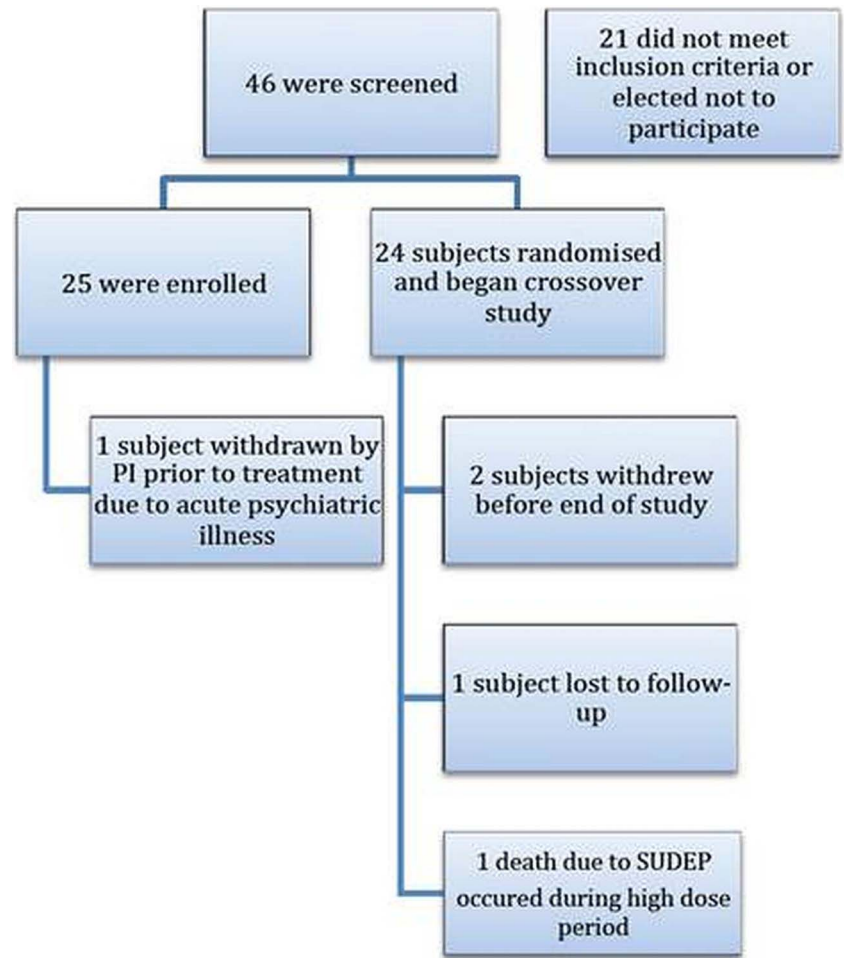 46 were screened
21 did not meet
inclusion criteria or
elected not to
participate
25 were enrolled
24 subjects randomised
and began crossover
study
1 subject withdrawn by
PI prior to treatment
due to acute psychiatric
illness
2 subjects withdrew
before end of study
1 subject lost to follow-
up
1 death due to SUDEP
occured during high dose
period